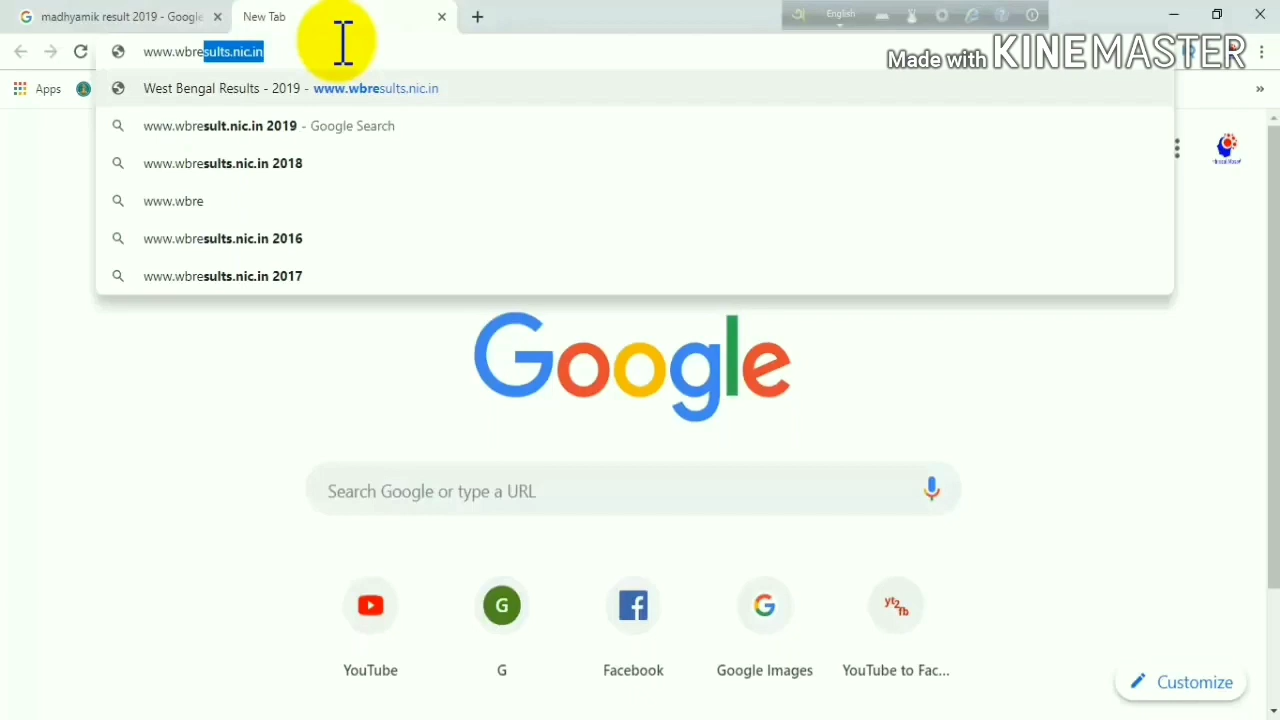 madhyamik result 2019 - Google
New Tab
English
www.wbresults.nic.in
Made with KINEMASTER
Apps
West Bengal Results - 2019 - www.wbresults.nic.in
www.wbresult.nic.in 2019 - Google Search
www.wbresults.nic.in 2018
www.wbre
www.wbresults.nic.in 2016
www.wbresults.nic.in 2017
Google
Search Google or type a URL
G
yt2fb
YouTube
G
Facebook
Google Images
YouTube to Fac...
Customize